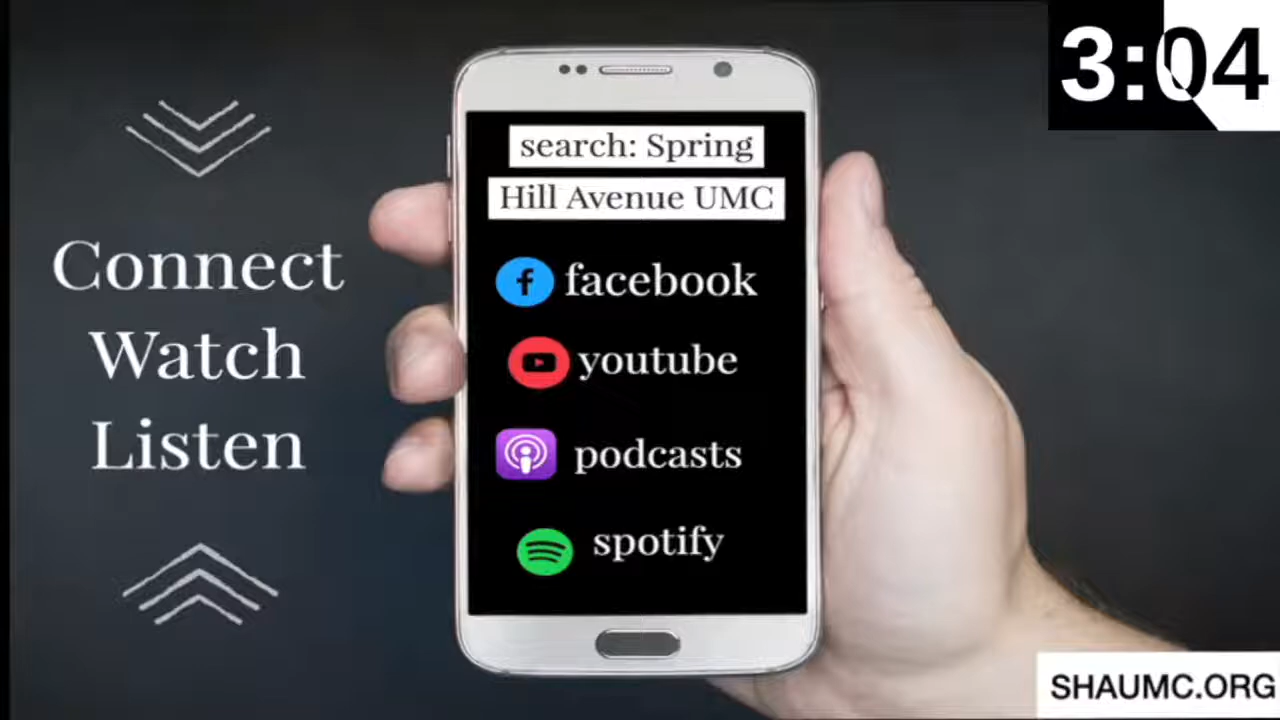 3:04
Connect
Watch
Listen
search: Spring
Hill Avenue UMC
facebook
youtube
podcasts
spotify
SHAUMC.ORG